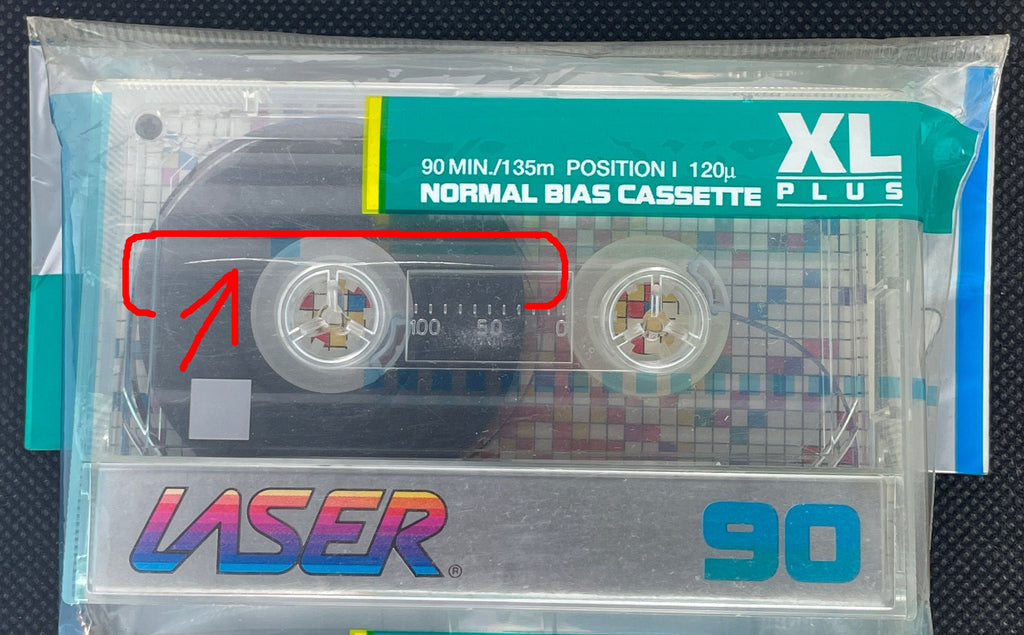 XL
PLUS
90 MIN./135m POSITION I 120µ
NORMAL BIAS CASSETTE
100 50 0
LASER®
90